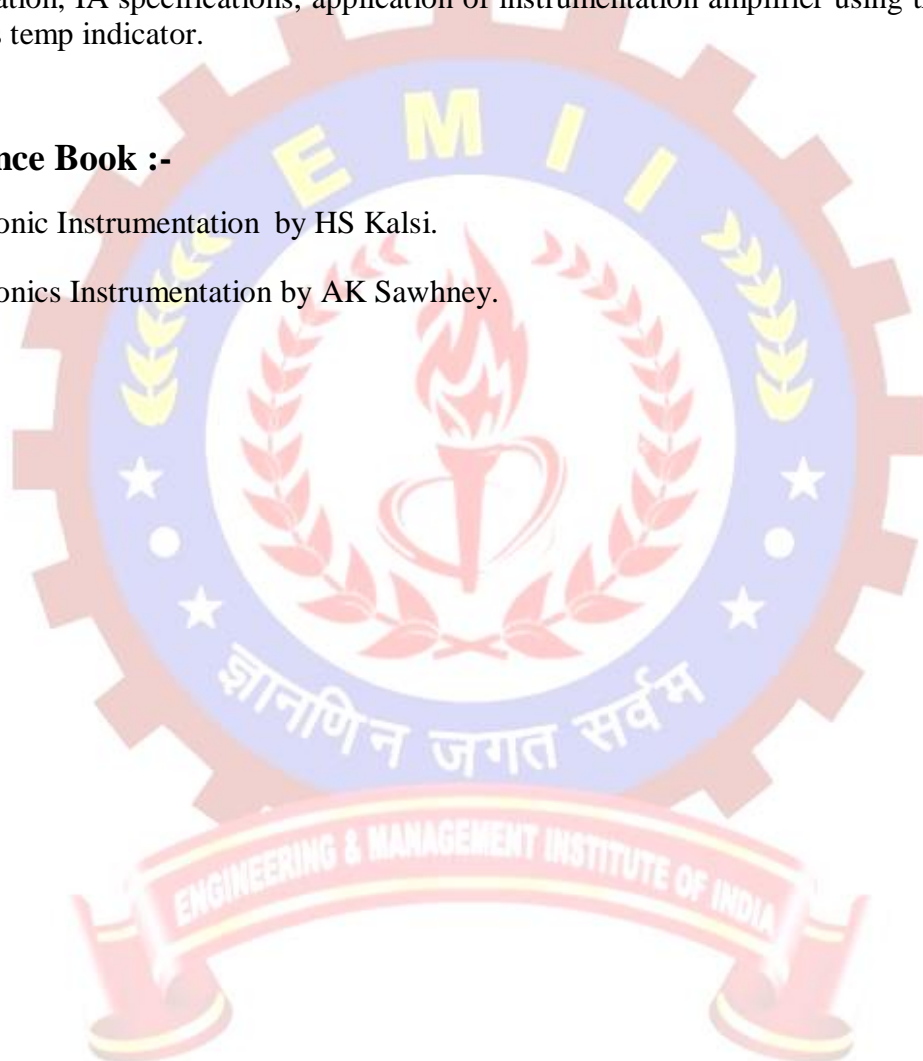 ation, IA specifications, application of instrumentation amplifier using t
s temp indicator.
nce Book :-
onic Instrumentation by HS Kalsi.
onics Instrumentation by AK Sawhney.
E M I I
ज्ञानणिन जगत सर्वम
ENGINEERING & MANAGEMENT INSTITUTE OF INDIA